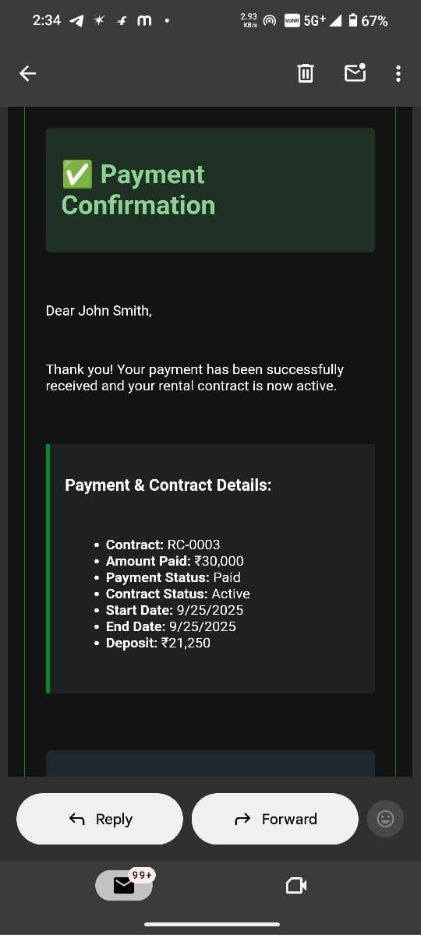 2:34
2.93
KB/s
VoWiFi 5G+ 67%
✅ Payment
Confirmation
Dear John Smith,
Thank you! Your payment has been successfully
received and your rental contract is now active.
Payment & Contract Details:
• Contract: RC-0003
• Amount Paid: ₹30,000
• Payment Status: Paid
• Contract Status: Active
• Start Date: 9/25/2025
• End Date: 9/25/2025
• Deposit: ₹21,250
Reply
Forward
99+